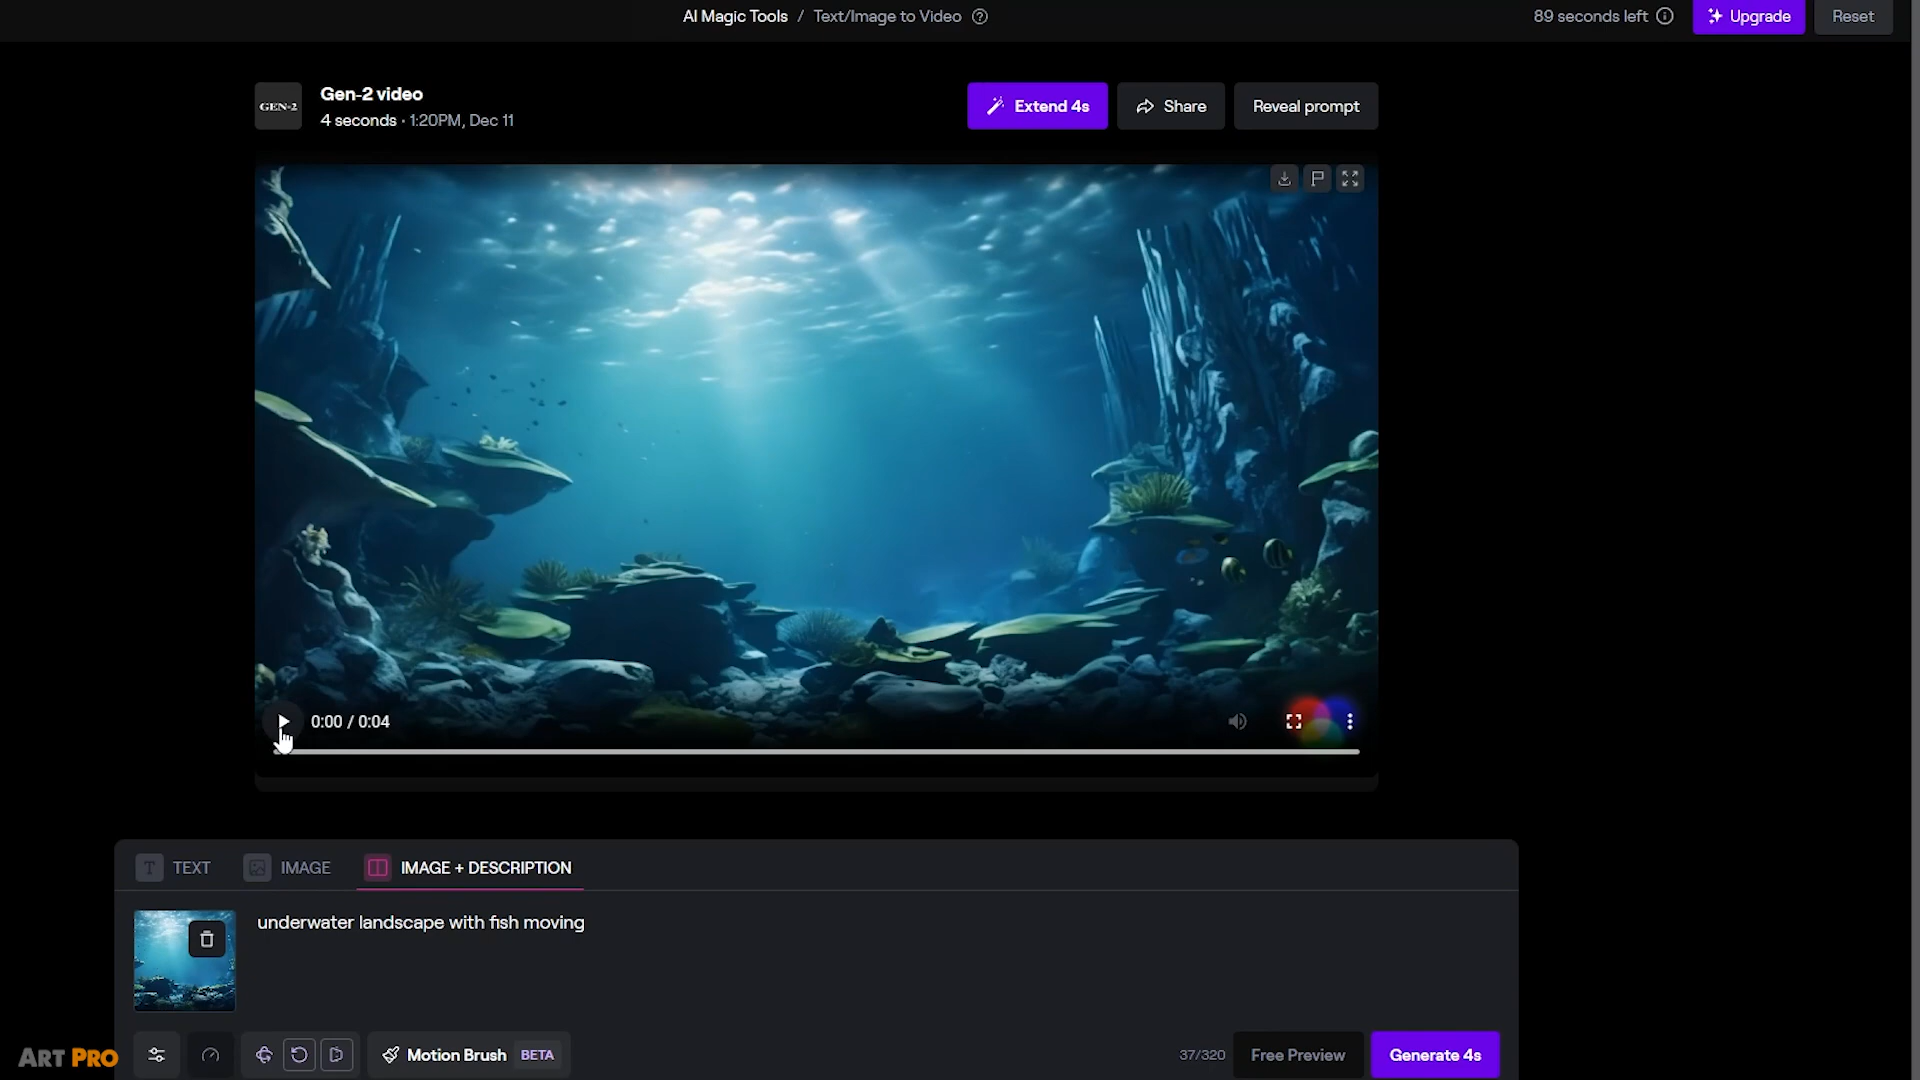 AI Magic Tools / Text/Image to Video
89 seconds left
Upgrade
Reset
GEN-2
Gen-2 video
4 seconds · 1:20PM, Dec 11
Extend 4s
Share
Reveal prompt
0:00 / 0:04
TEXT
IMAGE
IMAGE + DESCRIPTION
underwater landscape with fish moving
Motion Brush BETA
37/320
Free Preview
Generate 4s
ART PRO